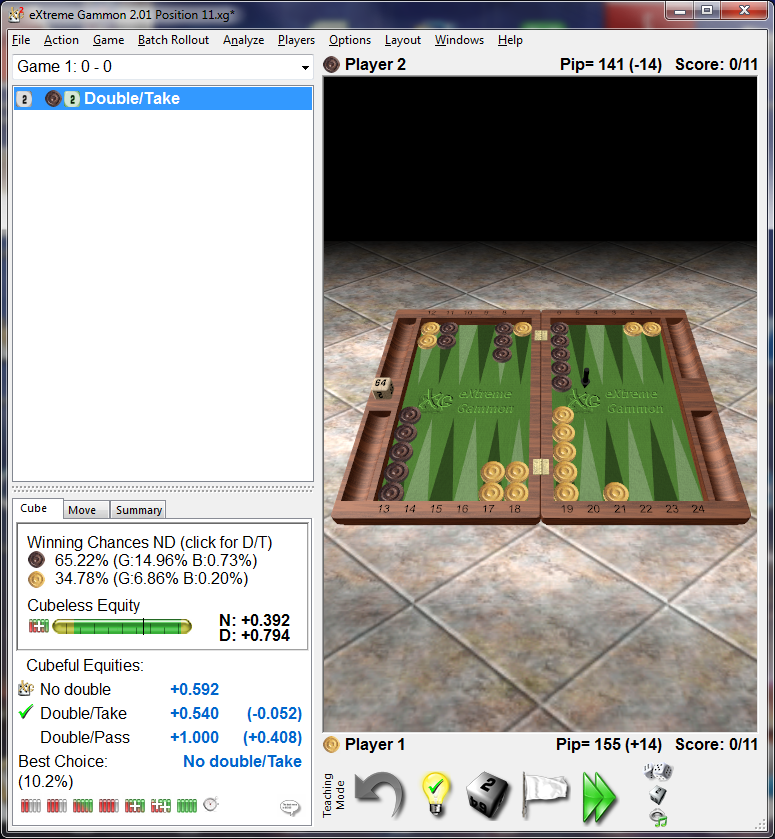 eXtreme Gammon 2.01 Position 11.xg*
File Action Game Batch Rollout Analyze Players Options Layout Windows Help
Game 1: 0 - 0
2 2 Double/Take
Player 2 Pip= 141 (-14) Score: 0/11
12 11 10 9 8 7 6 5 4 3 2 1
64
eXtreme Gammon
eXtreme Gammon
13 14 15 16 17 18 19 20 21 22 23 24
Cube Move Summary
Winning Chances ND (click for D/T)
65.22% (G:14.96% B:0.73%)
34.78% (G:6.86% B:0.20%)
Cubeless Equity
N: +0.392
D: +0.794
Cubeful Equities:
No double +0.592
Double/Take +0.540 (-0.052)
Double/Pass +1.000 (+0.408)
Best Choice: No double/Take
(10.2%)
Player 1 Pip= 155 (+14) Score: 0/11
Teaching
Mode
2
64